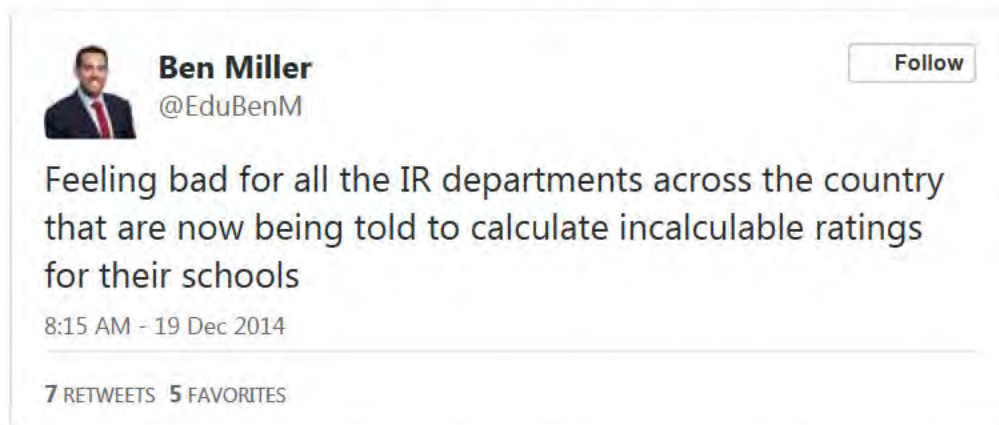 Ben Miller
Follow
@EduBenM
Feeling bad for all the IR departments across the country
that are now being told to calculate incalculable ratings
for their schools
8:15 AM - 19 Dec 2014
7 RETWEETS 5 FAVORITES